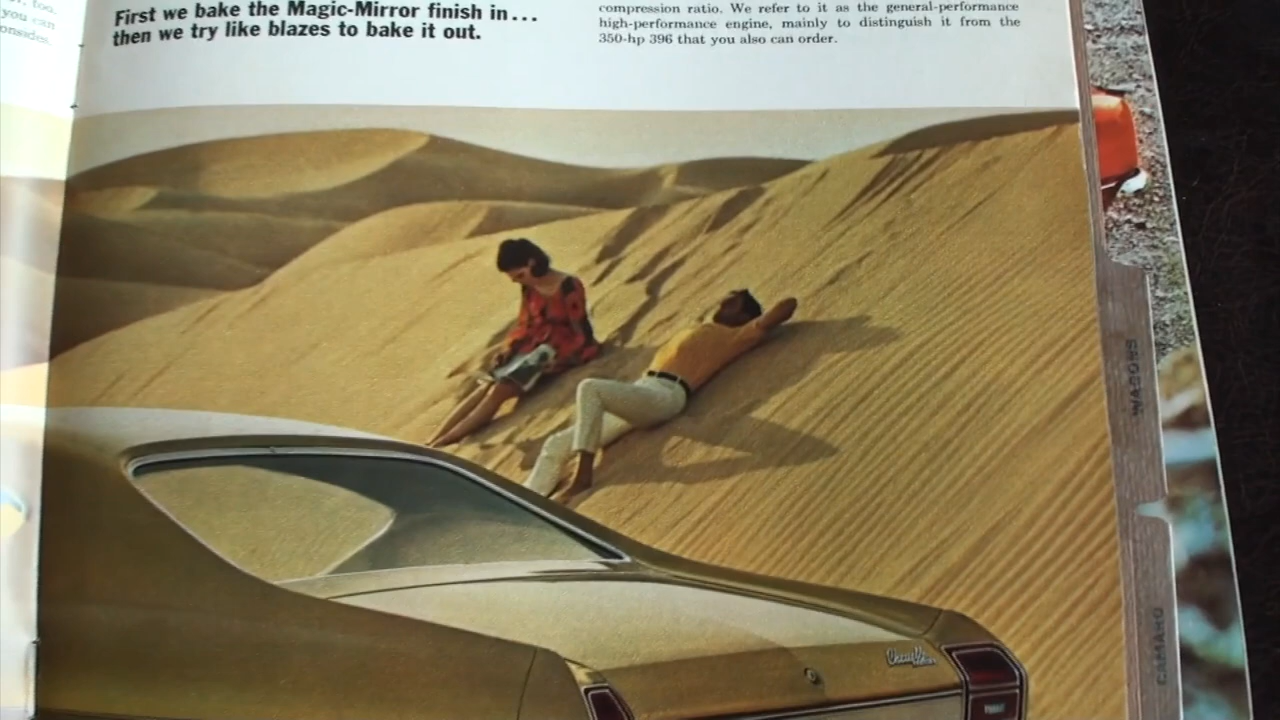 too,
you can
onsides.
First we bake the Magic-Mirror finish in...
then we try like blazes to bake it out.
compression ratio. We refer to it as the general-performance
high-performance engine, mainly to distinguish it from the
350-hp 396 that you also can order.
WAGONS
CAMARO